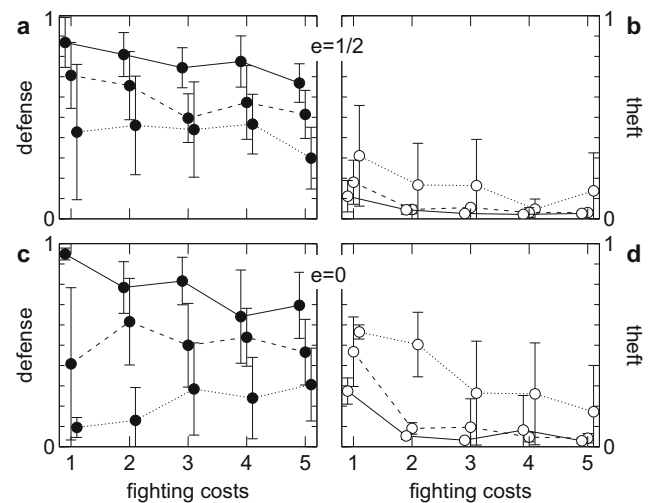 a
1
defense
0
e=1/2
b
1
theft
0
c
1
defense
0
1 2 3 4 5
fighting costs
e=0
d
1
theft
0
1 2 3 4 5
fighting costs